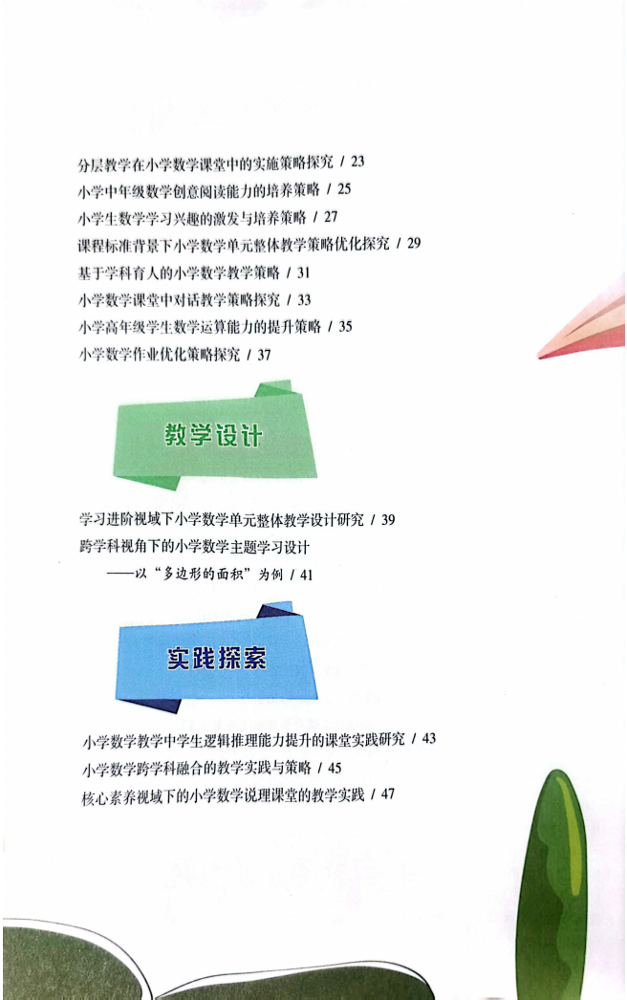 分层教学在小学数学课堂中的实施策略探究 / 23
小学中年级数学创意阅读能力的培养策略 / 25
小学生数学学习兴趣的激发与培养策略 / 27
课程标准背景下小学数学单元整体教学策略优化探究 / 29
基于学科育人的小学数学教学策略 / 31
小学数学课堂中对话教学策略探究 / 33
小学高年级学生数学运算能力的提升策略 / 35
小学数学作业优化策略探究 / 37
教学设计
学习进阶视域下小学数学单元整体教学设计研究 / 39
跨学科视角下的小学数学主题学习设计
——以“多边形的面积”为例 / 41
实践探索
小学数学教学中学生逻辑推理能力提升的课堂实践研究 / 43
小学数学跨学科融合的教学实践与策略 / 45
核心素养视域下的小学数学说理课堂的教学实践 / 47